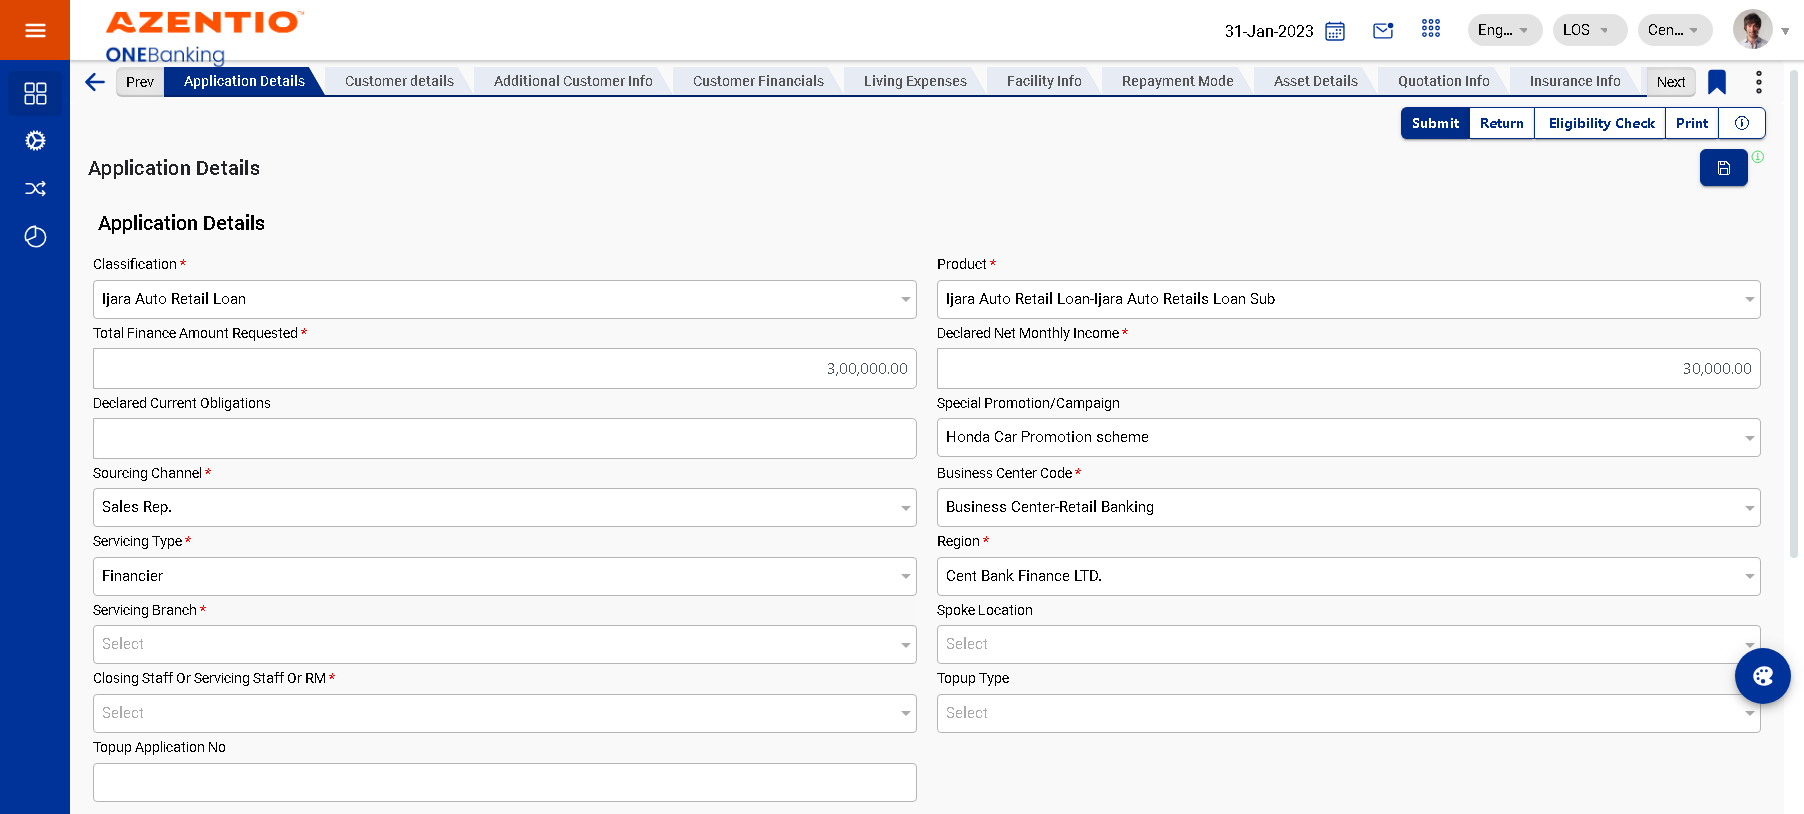 AZENTIO™
ONEBanking
31-Jan-2023 Eng... LOS Cen...
Prev Application Details Customer details Additional Customer Info Customer Financials Living Expenses Facility Info Repayment Mode Asset Details Quotation Info Insurance Info Next
Submit Return Eligibility Check Print
Application Details
Application Details
Classification * Product *
Ijara Auto Retail Loan Ijara Auto Retail Loan-Ijara Auto Retails Loan Sub
Total Finance Amount Requested * Declared Net Monthly Income *
3,00,000.00 30,000.00
Declared Current Obligations Special Promotion/Campaign
Honda Car Promotion scheme
Sourcing Channel * Business Center Code *
Sales Rep. Business Center-Retail Banking
Servicing Type * Region *
Financier Cent Bank Finance LTD.
Servicing Branch * Spoke Location
Select Select
Closing Staff Or Servicing Staff Or RM * Topup Type
Select Select
Topup Application No